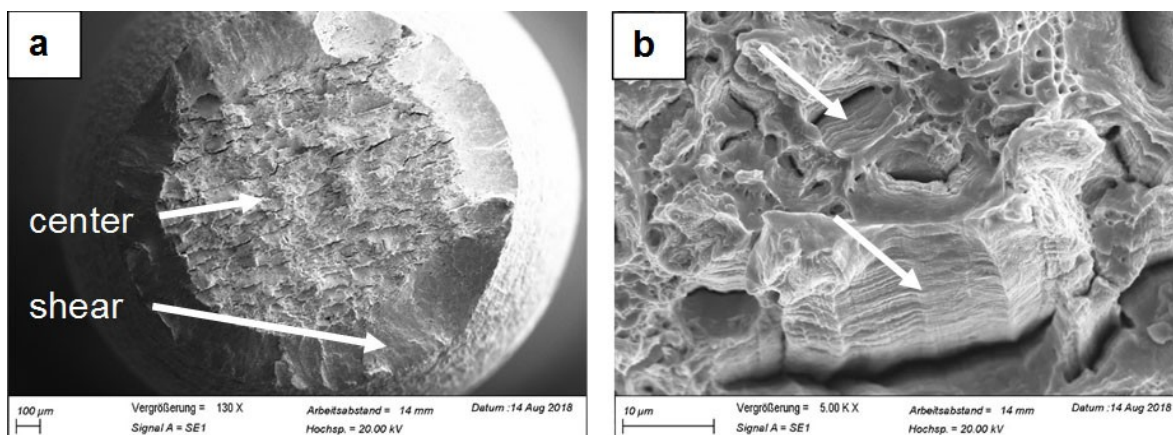 a
center
shear
100 µm
Vergrößerung = 130 X
Signal A = SE1
Arbeitsabstand = 14 mm
Hochsp. = 20.00 kV
Datum :14 Aug 2018
b
10 µm
Vergrößerung = 5.00 K X
Signal A = SE1
Arbeitsabstand = 14 mm
Hochsp. = 20.00 kV
Datum :14 Aug 2018